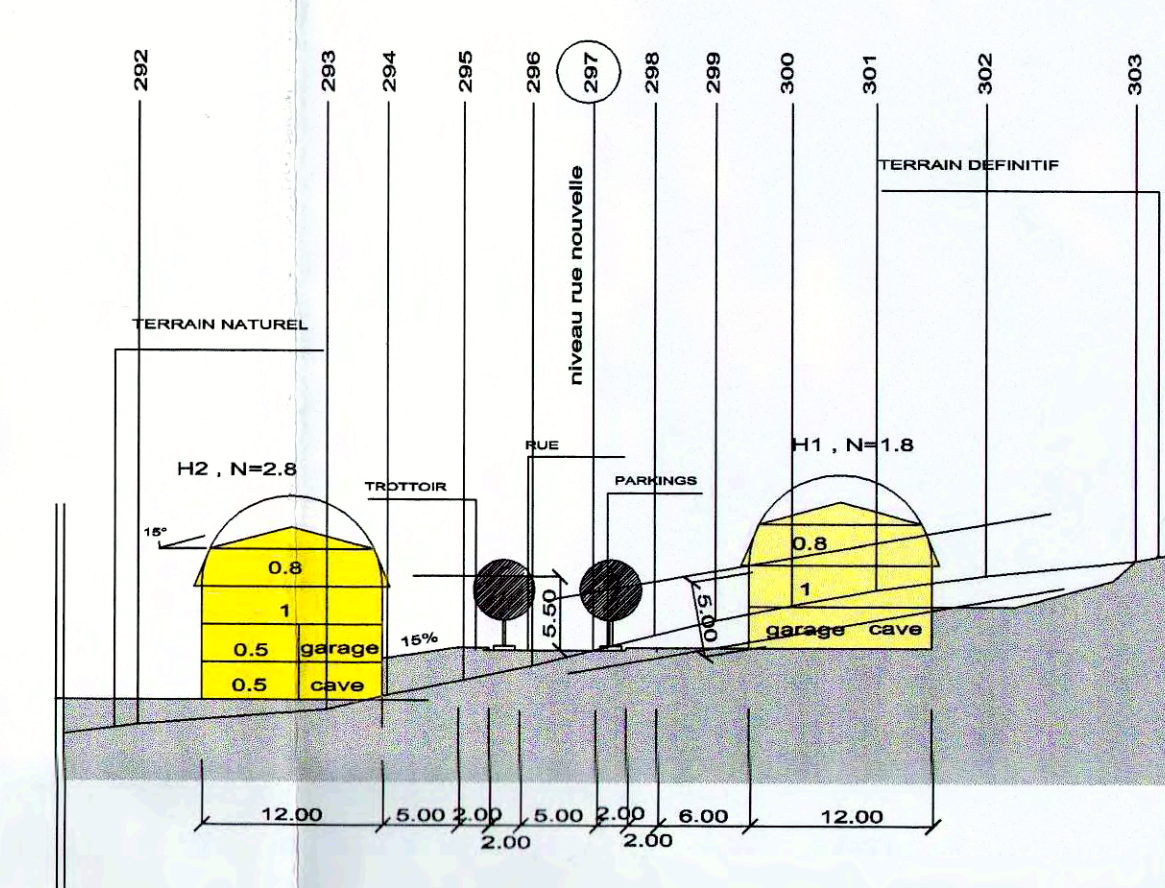 292
293
294
295
296
297
298
299
300
301
302
303
niveau rue nouvelle
TERRAIN DEFINITIF
TERRAIN NATUREL
RUE
H1 , N=1.8
H2 , N=2.8
TROTTOIR
PARKINGS
15°
0.8
0.8
1
1
5.50
5.00
garage cave
15%
0.5 garage
0.5 cave
12.00
5.00
2.00
2.00
5.00
2.00
2.00
6.00
12.00